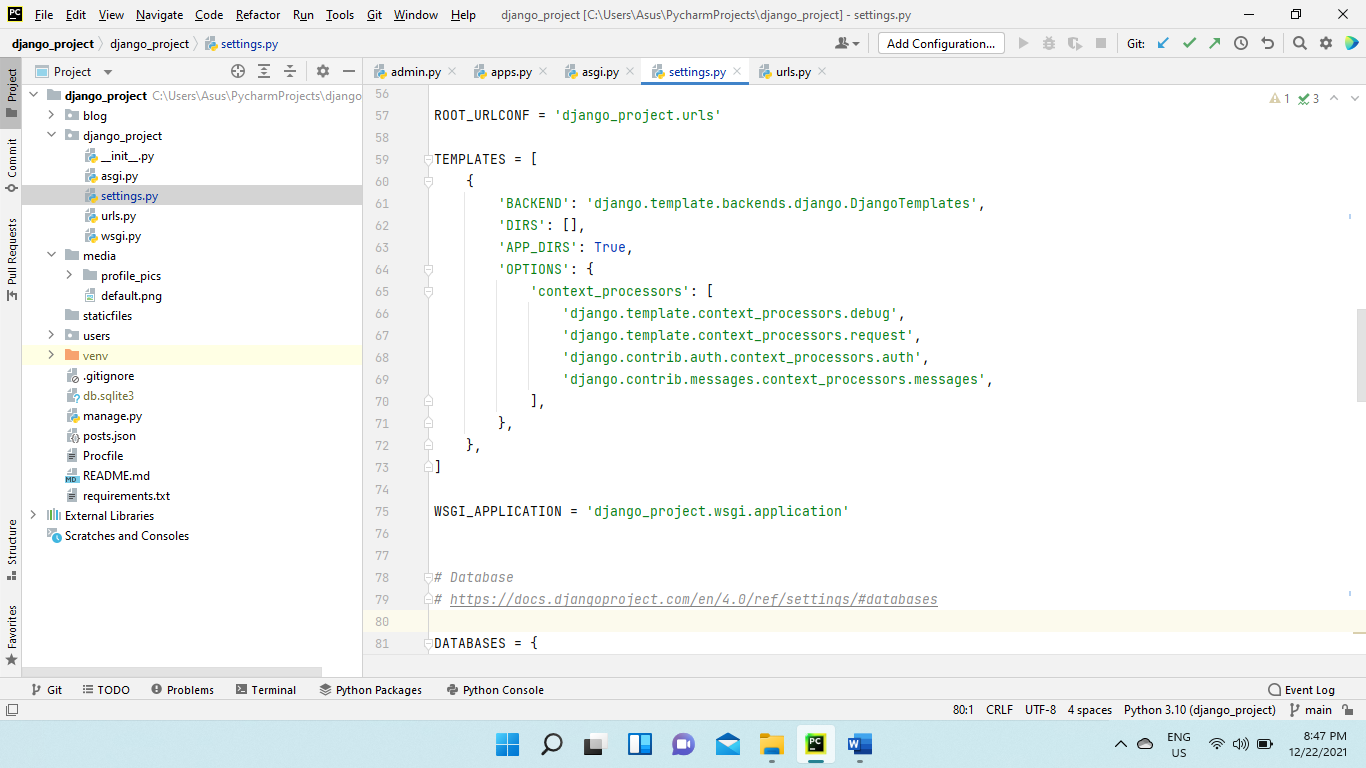 PC File Edit View Navigate Code Refactor Run Tools Git Window Help django_project [C:\Users\Asus\PycharmProjects\django_project] - settings.py
django_project django_project settings.py Add Configuration... Git:
Project admin.py apps.py asgi.py settings.py urls.py
Project
Commit
Pull Requests
Structure
Favorites
django_project C:\Users\Asus\PycharmProjects\django
blog
django_project
__init__.py
asgi.py
settings.py
urls.py
wsgi.py
media
profile_pics
default.png
staticfiles
users
venv
.gitignore
db.sqlite3
manage.py
posts.json
Procfile
README.md
requirements.txt
External Libraries
Scratches and Consoles
1 3
56
57 ROOT_URLCONF = 'django_project.urls'
58
59 TEMPLATES = [
60 {
61 'BACKEND': 'django.template.backends.django.DjangoTemplates',
62 'DIRS': [],
63 'APP_DIRS': True,
64 'OPTIONS': {
65 'context_processors': [
66 'django.template.context_processors.debug',
67 'django.template.context_processors.request',
68 'django.contrib.auth.context_processors.auth',
69 'django.contrib.messages.context_processors.messages',
70 ],
71 },
72 },
73 ]
74
75 WSGI_APPLICATION = 'django_project.wsgi.application'
76
77
78 # Database
79 # https://docs.djangoproject.com/en/4.0/ref/settings/#databases
80
81 DATABASES = {
Git TODO Problems Terminal Python Packages Python Console Event Log
80:1 CRLF UTF-8 4 spaces Python 3.10 (django_project) main
ENG
US
8:47 PM
12/22/2021